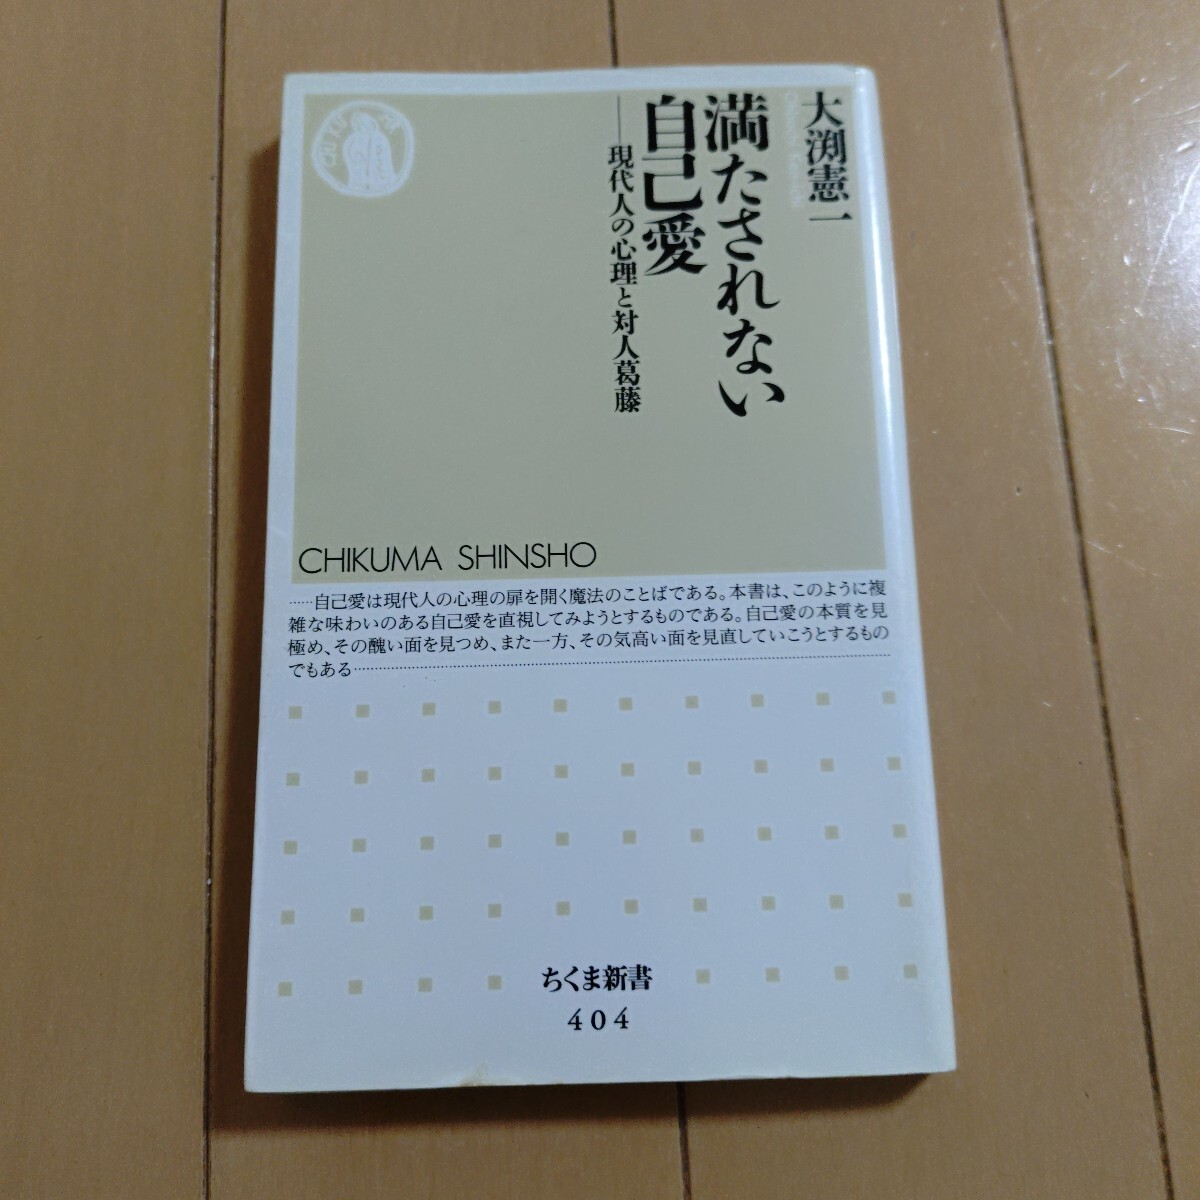 大渕憲一
満たされない
自己愛
──現代人の心理と対人葛藤
CHIKUMA SHINSHO
……自己愛は現代人の心理の扉を開く魔法のことばである。本書は、このように複
雑な味わいのある自己愛を直視してみようとするものである。自己愛の本質を見
極め、その醜い面を見つめ、また一方、その気高い面を見直していこうとするもの
でもある……………………………………………………
ちくま新書
404